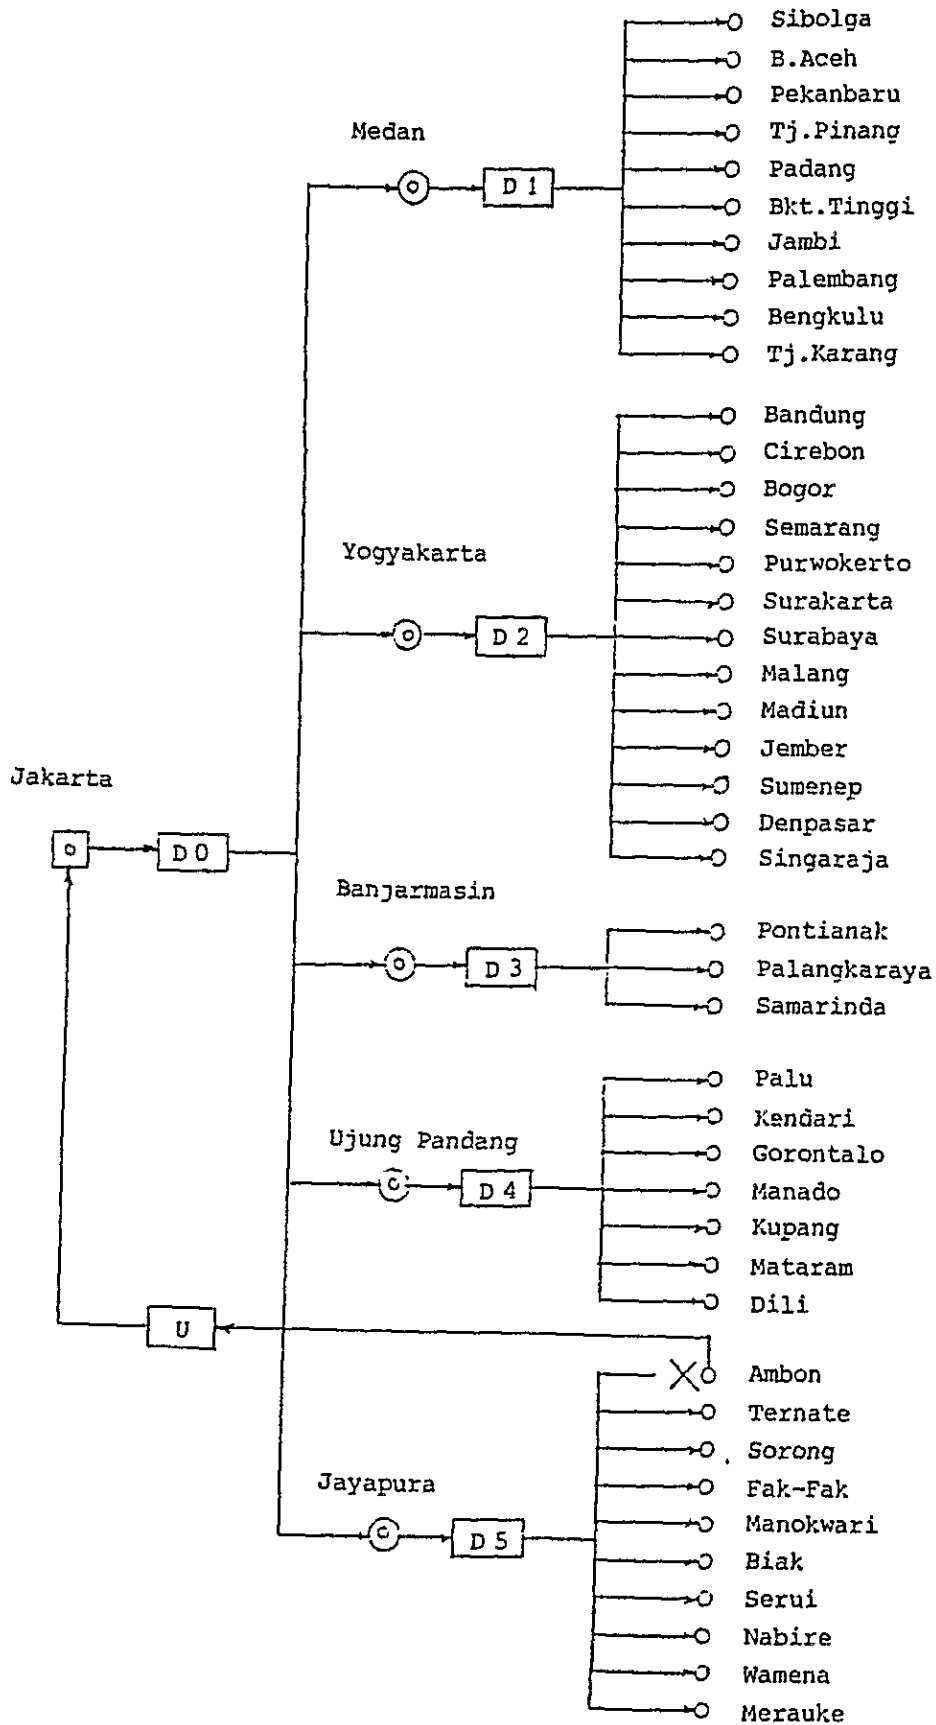 Medan
D 1
Sibolga
B.Aceh
Pekanbaru
Tj.Pinang
Padang
Bkt.Tinggi
Jambi
Palembang
Bengkulu
Tj.Karang
Yogyakarta
D 2
Bandung
Cirebon
Bogor
Semarang
Purwokerto
Surakarta
Surabaya
Malang
Madiun
Jember
Sumenep
Denpasar
Singaraja
Jakarta
D 0
Banjarmasin
D 3
Pontianak
Palangkaraya
Samarinda
Ujung Pandang
D 4
Palu
Kendari
Gorontalo
Manado
Kupang
Mataram
Dili
U
Jayapura
D 5
Ambon
Ternate
Sorong
Fak-Fak
Manokwari
Biak
Serui
Nabire
Wamena
Merauke